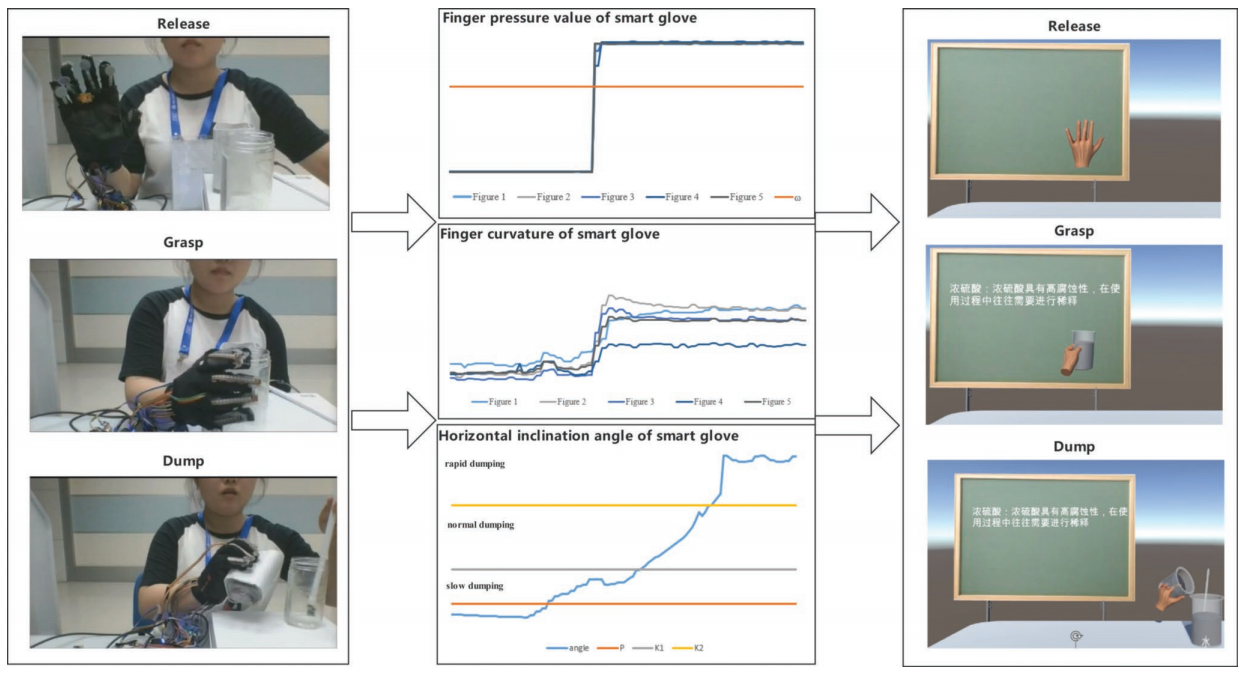 Release
Grasp
Dump
Finger pressure value of smart glove
Figure 1 Figure 2 Figure 3 Figure 4 Figure 5 ω
Finger curvature of smart glove
Figure 1 Figure 2 Figure 3 Figure 4 Figure 5
Horizontal inclination angle of smart glove
rapid dumping
normal dumping
slow dumping
angle P K1 K2
Release
Grasp
浓硫酸：浓硫酸具有高腐蚀性，在使
用过程中往往需要进行稀释
Dump
浓硫酸：浓硫酸具有高腐蚀性，在使
用过程中往往需要进行稀释